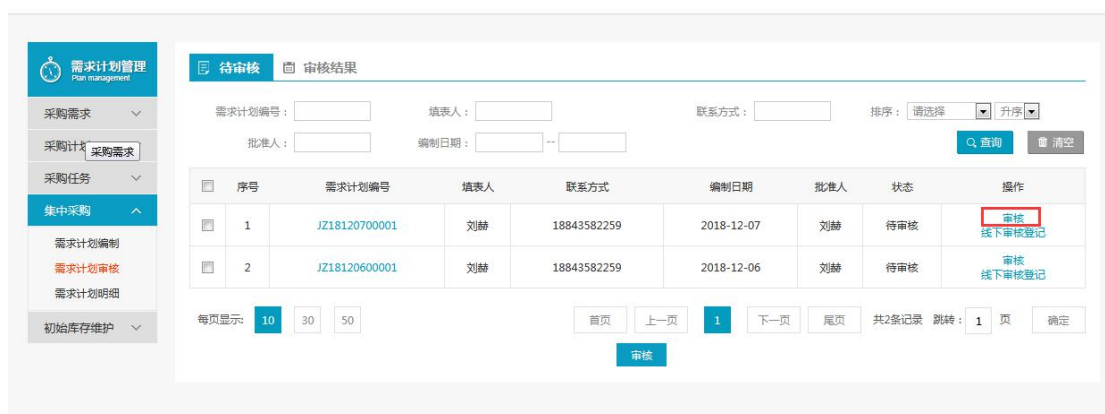 需求计划管理
Plan management
采购需求
采购计划
采购需求
采购任务
集中采购
需求计划编制
需求计划审核
需求计划明细
初始库存维护
待审核 审核结果
需求计划编号： 填表人： 联系方式： 排序： 请选择 升序
批准人： 编制日期： --
查询 清空
序号 需求计划编号 填表人 联系方式 编制日期 批准人 状态 操作
1 JZ18120700001 刘赫 18843582259 2018-12-07 刘赫 待审核 审核
线下审核登记
2 JZ18120600001 刘赫 18843582259 2018-12-06 刘赫 待审核 审核
线下审核登记
每页显示: 10 30 50 首页 上一页 1 下一页 尾页 共2条记录 跳转： 1 页 确定
审核